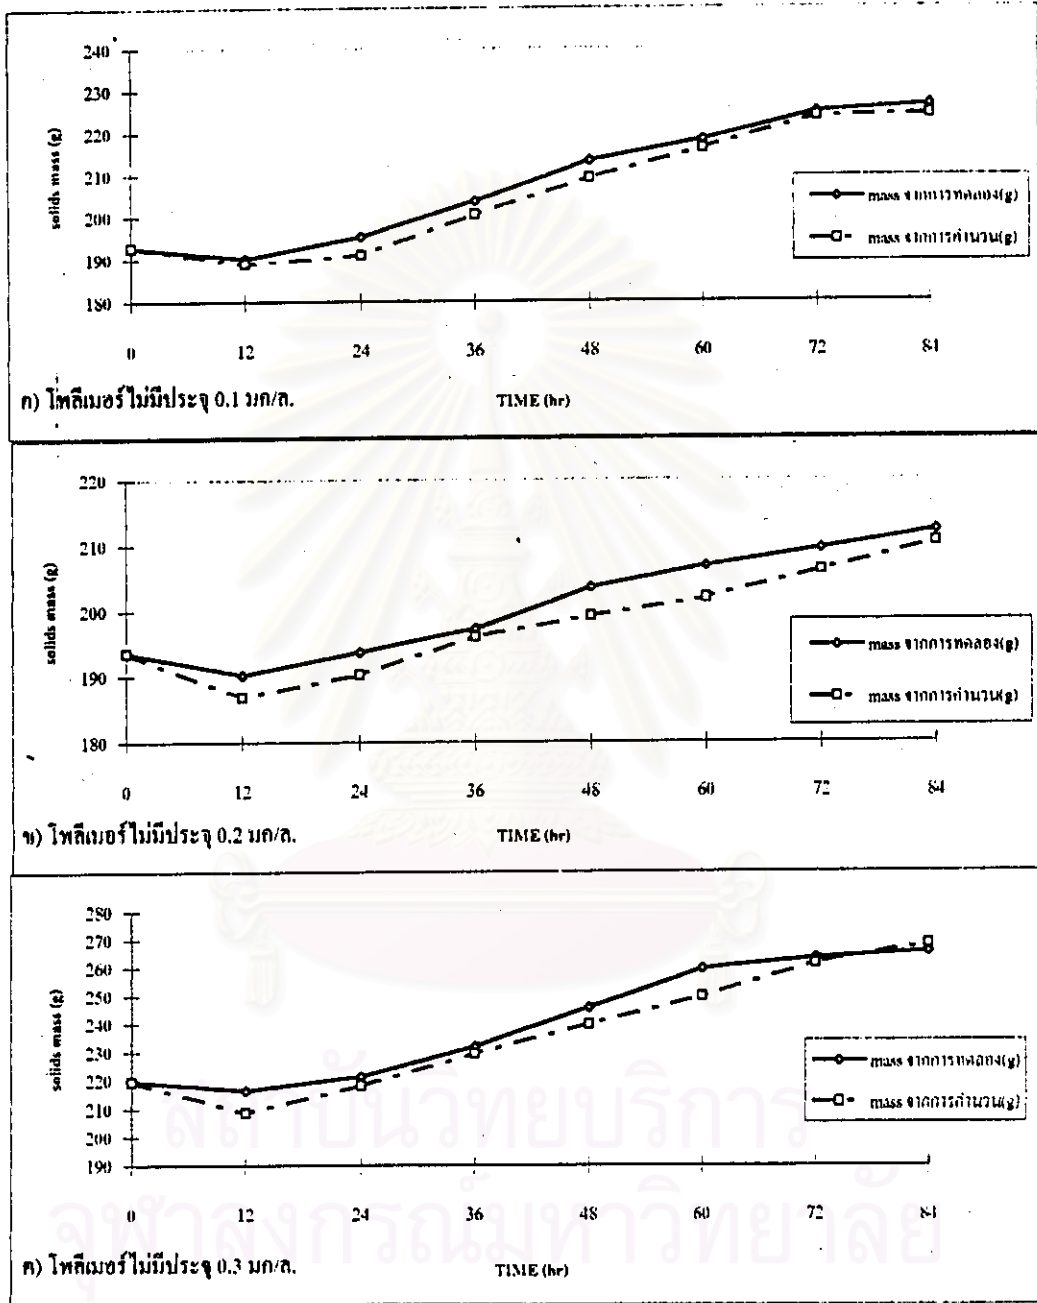 240
230
220
210
200
190
180
solids mass (g)
mass จากการทดลอง(g)
mass จากการคำนวน(g)
0 12 24 36 48 60 72 84
ก) โพลีเมอร์ไม่มีประจุ 0.1 มก/ล.
TIME (hr)
220
210
200
190
180
solids mass (g)
mass จากการทดลอง(g)
mass จากการคำนวน(g)
0 12 24 36 48 60 72 84
ข) โพลีเมอร์ไม่มีประจุ 0.2 มก/ล.
TIME (hr)
280
270
260
250
240
230
220
210
200
190
solids mass (g)
mass จากการทดลอง(g)
mass จากการคำนวน(g)
0 12 24 36 48 60 72 84
ค) โพลีเมอร์ไม่มีประจุ 0.3 มก/ล.
TIME (hr)
สถาบันวิทยบริการ
จุฬาลงกรณ์มหาวิทยาลัย